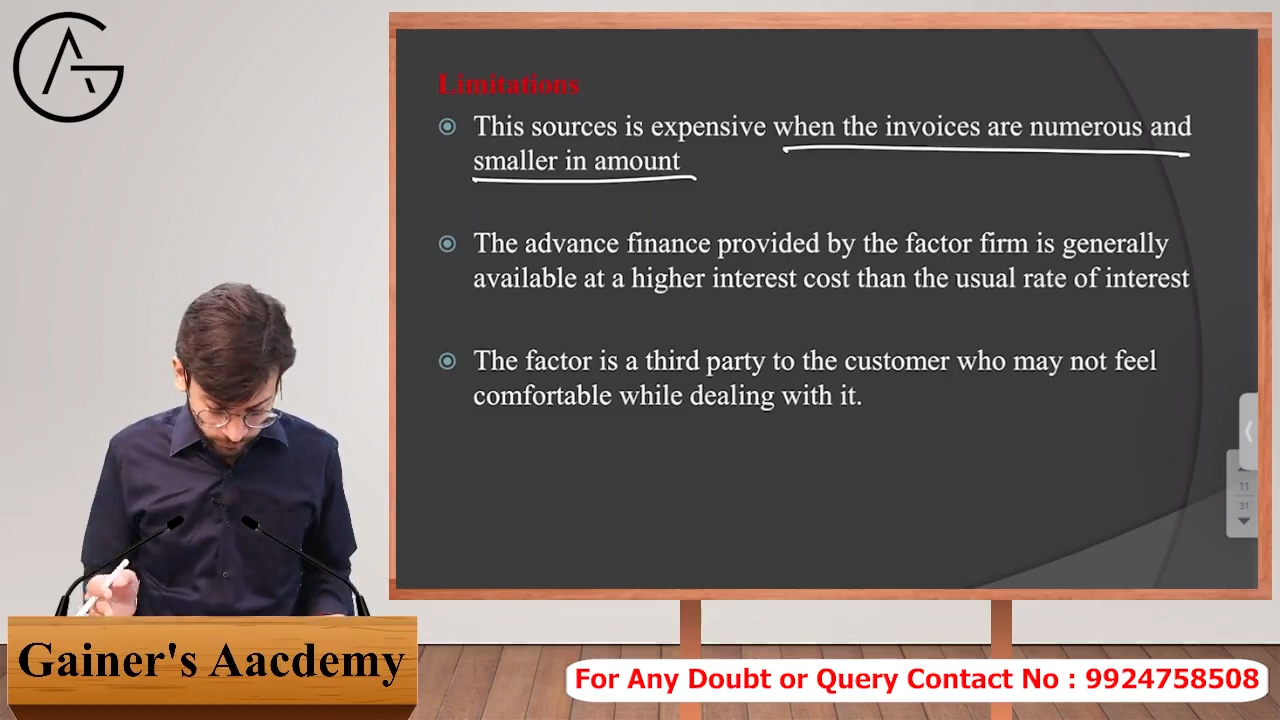 Limitations
This sources is expensive when the invoices are numerous and
smaller in amount
The advance finance provided by the factor firm is generally
available at a higher interest cost than the usual rate of interest
The factor is a third party to the customer who may not feel
comfortable while dealing with it.
11
31
Gainer's Aacdemy
For Any Doubt or Query Contact No : 9924758508